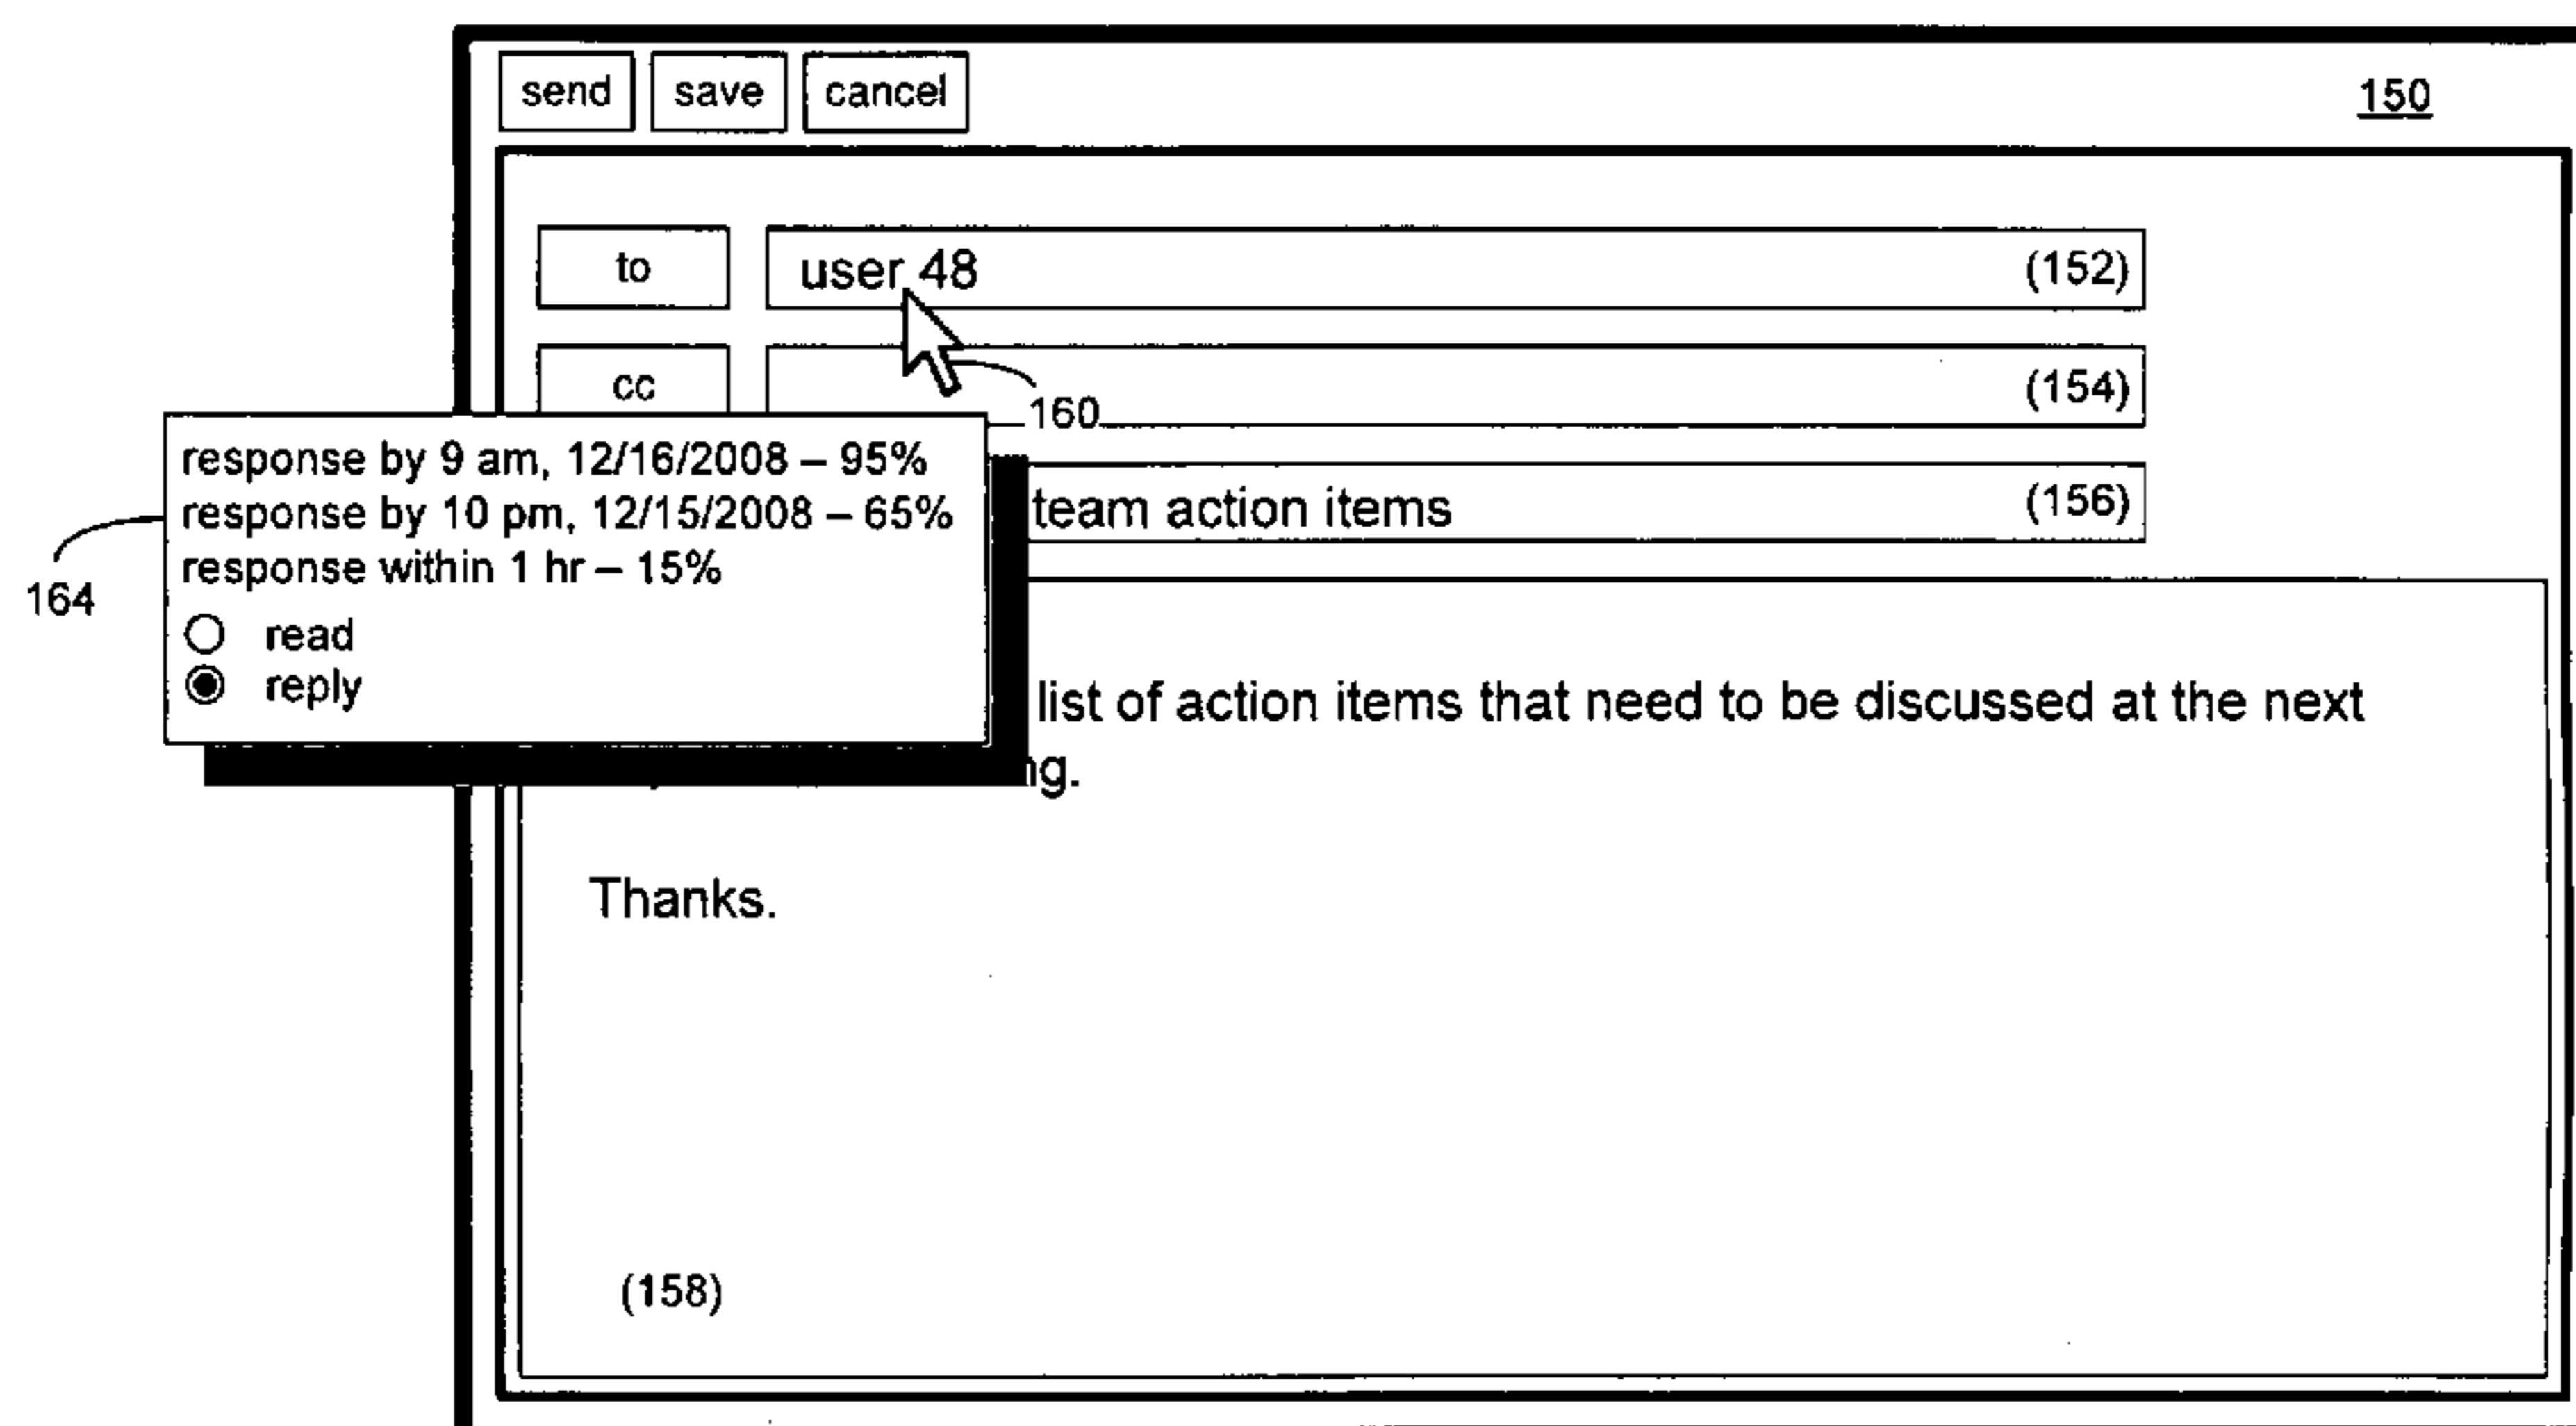 send save cancel 150
to user 48 (152)
cc (154)
160
response by 9 am, 12/16/2008 – 95%
response by 10 pm, 12/15/2008 – 65%
response within 1 hr – 15%
read
reply
164
team action items (156)
list of action items that need to be discussed at the next
Thanks.
(158)